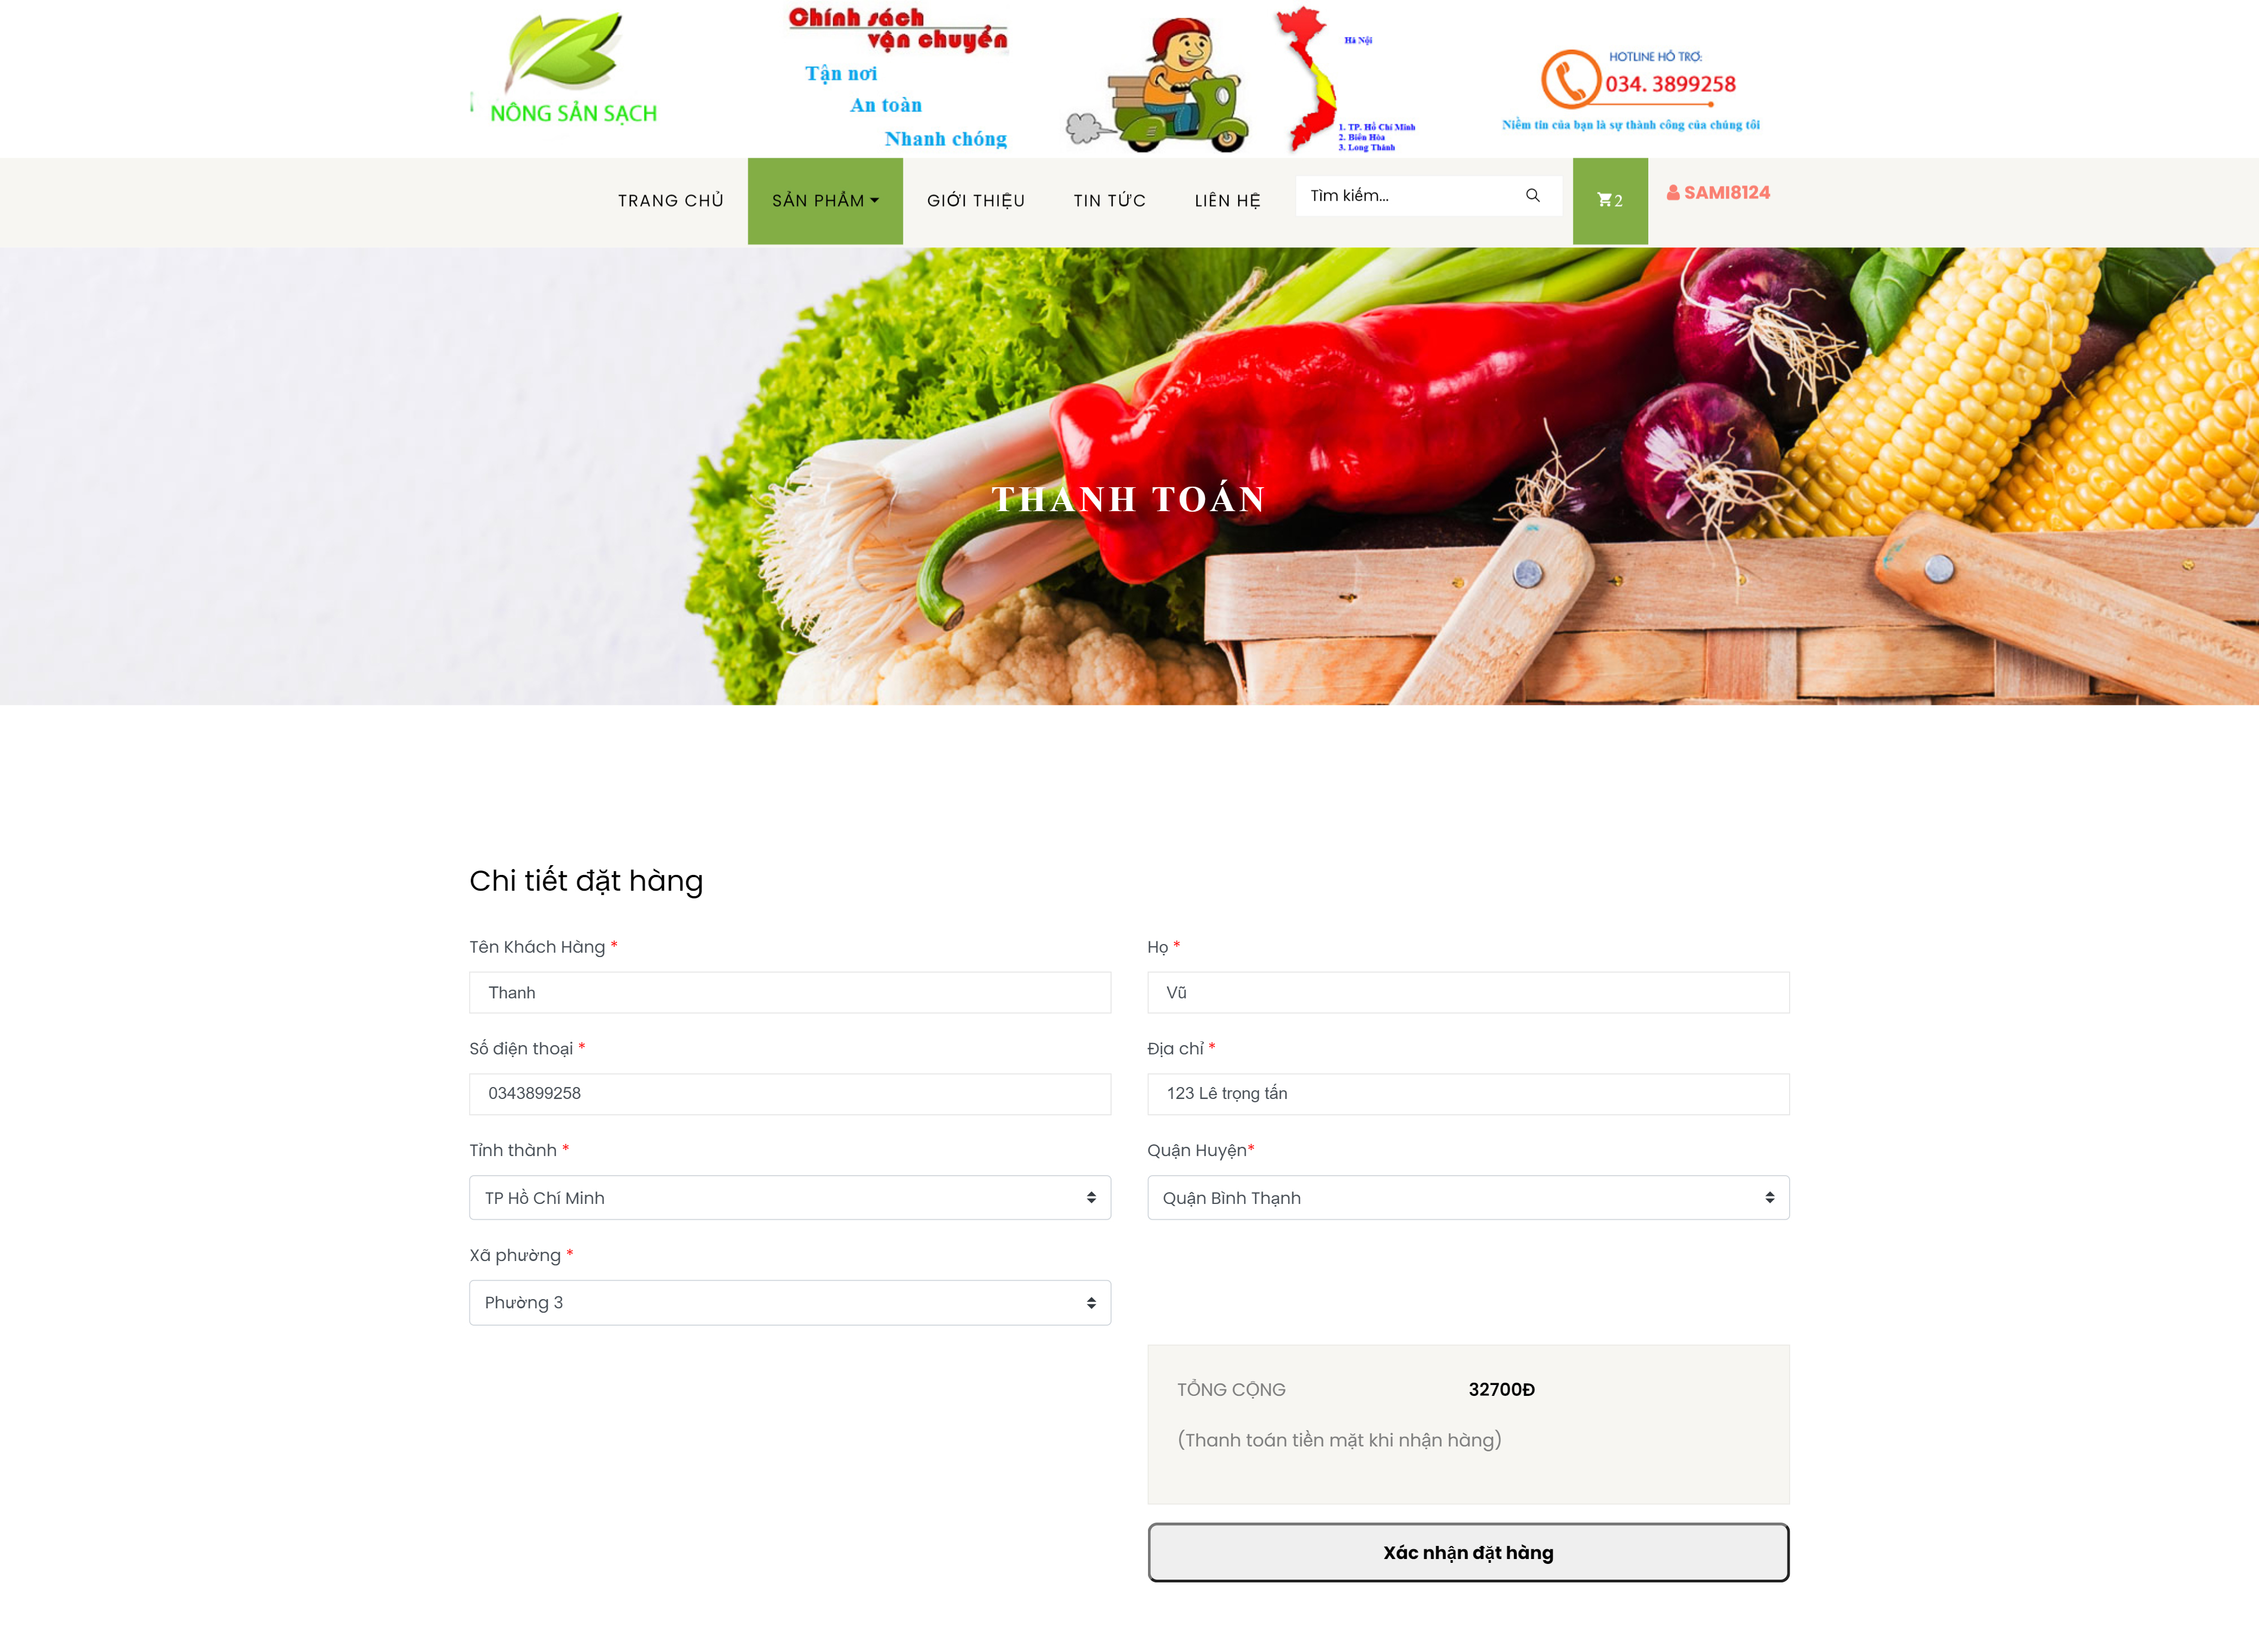 NÔNG SẢN SẠCH
Chính sách
vận chuyển
Tận nơi
An toàn
Nhanh chóng
Hà Nội
1. TP. Hồ Chí Minh
2. Biên Hòa
3. Long Thành
HOTLINE HỖ TRỢ:
034. 3899258
Niềm tin của bạn là sự thành công của chúng tôi
TRANG CHỦ
SẢN PHẨM
GIỚI THIỆU
TIN TỨC
LIÊN HỆ
Tìm kiếm...
2
SAMI8124
THANH TOÁN
Chi tiết đặt hàng
Tên Khách Hàng *
Họ *
Thanh
Vũ
Số điện thoại *
Địa chỉ *
0343899258
123 Lê trọng tấn
Tỉnh thành *
Quận Huyện*
TP Hồ Chí Minh
Quận Bình Thạnh
Xã phường *
Phường 3
TỔNG CỘNG
32700Đ
(Thanh toán tiền mặt khi nhận hàng)
Xác nhận đặt hàng